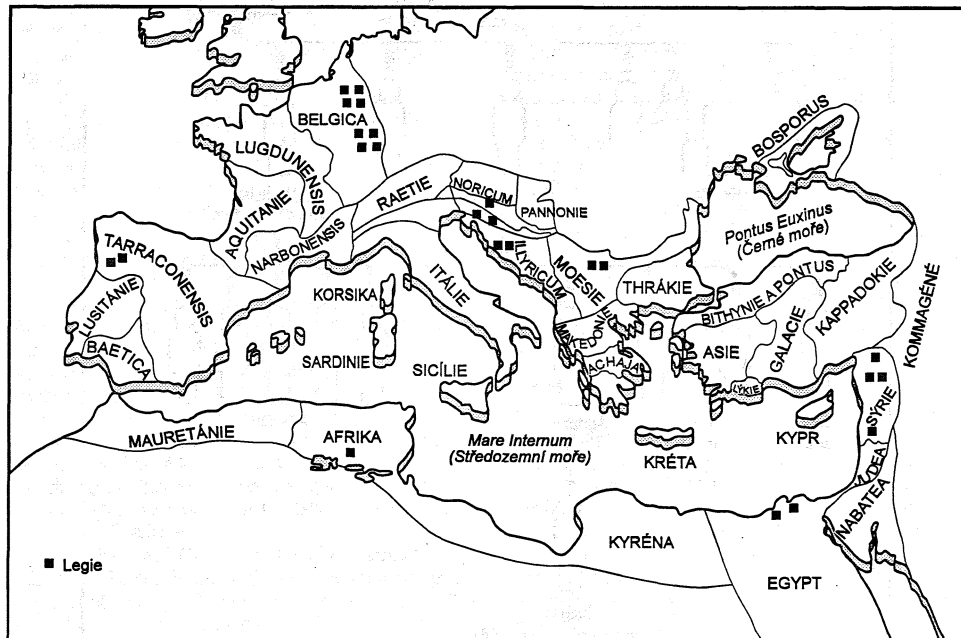 BELGICA
LUGDUNENSIS
AQUITANIE
NARBONENSIS
RAETIE
NORICUM
PANNONIE
BOSPORUS
Pontus Euxinus
(Černé moře)
TARRACONENSIS
LUSITÁNIE
BAETICA
KORSIKA
SARDINIE
ITÁLIE
SICÍLIE
ILLYRICUM
MOESIE
THRÁKIE
MAKEDONIE
ACHAJA
BITHYNIE A PONTUS
ASIE
GALACIE
LÝKIE
KAPPADOKIE
KOMMAGÉNÉ
SÝRIE
KYPR
KRÉTA
MAURETÁNIE
AFRIKA
Mare Internum
(Středozemní moře)
KYRÉNA
EGYPT
NABATEA
Legie